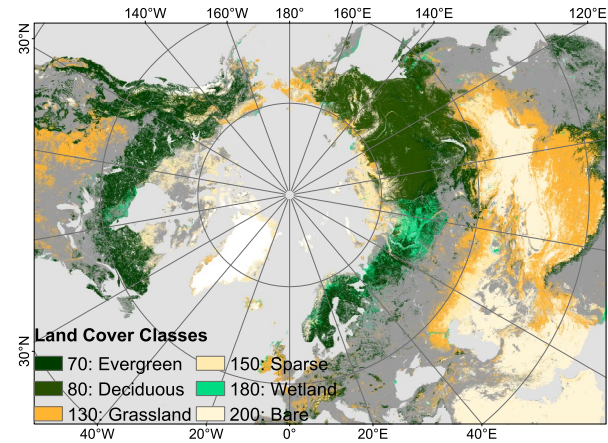 140°W 160°W 180° 160°E 140°E 120°E
30°N
30°N
Land Cover Classes
70: Evergreen 150: Sparse
80: Deciduous 180: Wetland
130: Grassland 200: Bare
40°W 20°W 0° 20°E 40°E